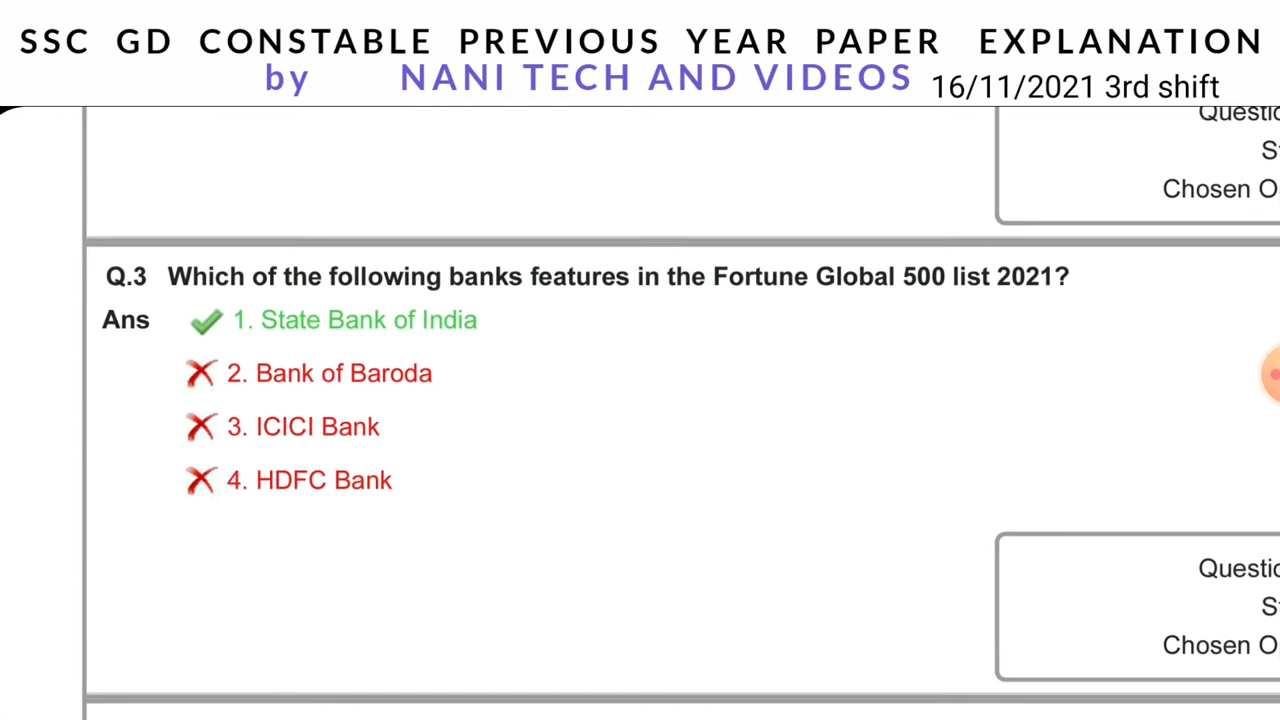 SSC GD CONSTABLE PREVIOUS YEAR PAPER EXPLANATION
by NANI TECH AND VIDEOS 16/11/2021 3rd shift
Chosen
Q.3 Which of the following banks features in the Fortune Global 500 list 2021?
Ans 1. State Bank of India
2. Bank of Baroda
3. ICICI Bank
4. HDFC Bank
Chosen